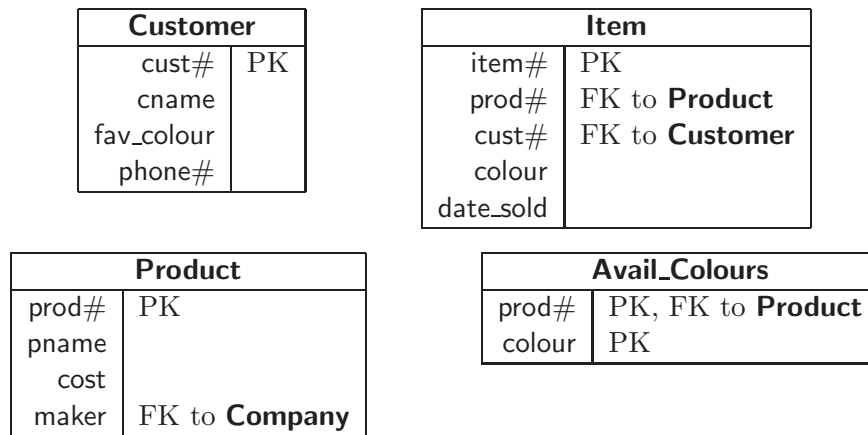 Customer
cust# PK
cname
fav_colour
phone#
Item
item# PK
prod# FK to Product
cust# FK to Customer
colour
date_sold
Product
prod# PK
pname
cost
maker FK to Company
Avail_Colours
prod# PK, FK to Product
colour PK